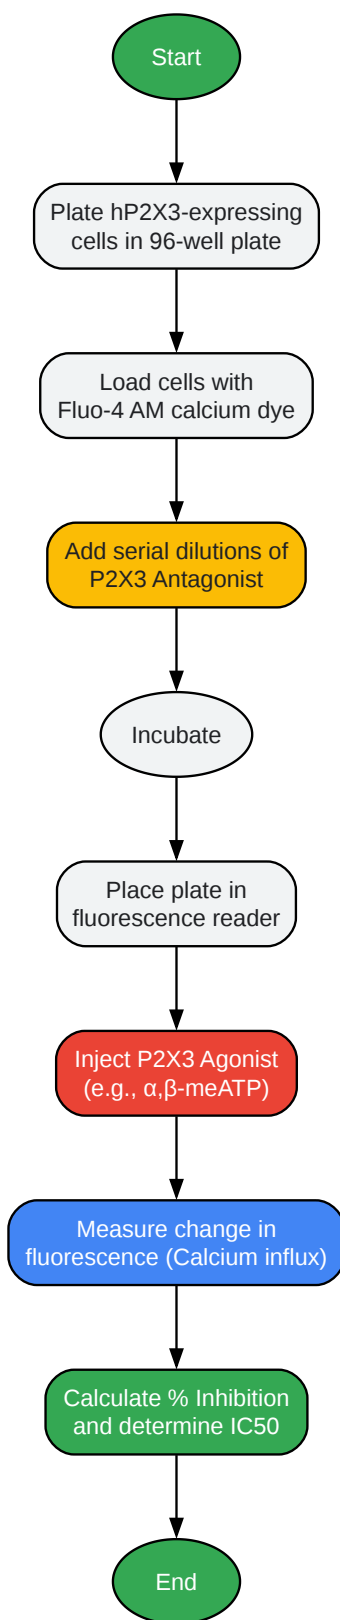 Start
Plate hP2X3-expressing
cells in 96-well plate
Load cells with
Fluo-4 AM calcium dye
Add serial dilutions of
P2X3 Antagonist
Incubate
Place plate in
fluorescence reader
Inject P2X3 Agonist
(e.g., α,β-meATP)
Measure change in
fluorescence (Calcium influx)
Calculate % Inhibition
and determine IC50
End